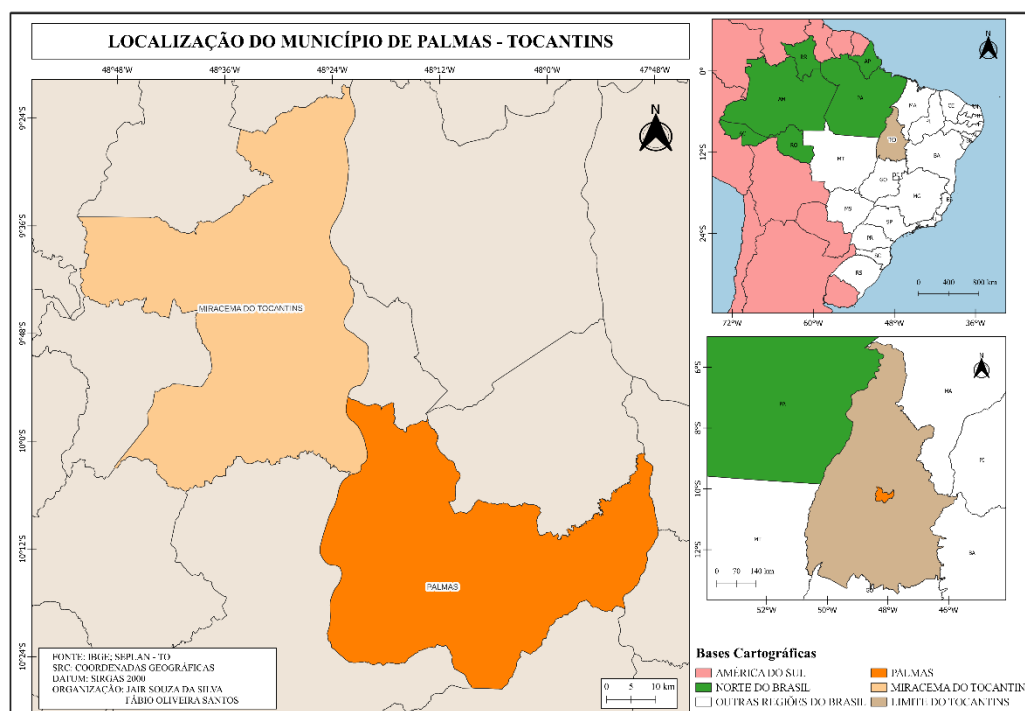 LOCALIZAÇÃO DO MUNICÍPIO DE PALMAS - TOCANTINS
48°48'W 48°36'W 48°24'W 48°12'W 48°0'W 47°48'W
9°24'S
9°36'S
9°48'S
10°0'S
10°12'S
10°24'S
N
MIRACEMA DO TOCANTINS
PALMAS
FONTE: IBGE; SEPLAN - TO
SRC: COORDENADAS GEOGRÁFICAS
DATUM: SIRGAS 2000
ORGANIZAÇÃO: JAIR SOUZA DA SILVA
FÁBIO OLIVEIRA SANTOS
0 5 10 km
N
0°
12°S
24°S
RR
AP
AM
PA
MA
CE
RO
TO
MT
BA
GO
MG
MS
SP
PR
SC
RS
0 400 800 km
72°W 60°W 48°W 36°W
N
6°S
8°S
10°S
12°S
MA
BA
GO
0 70 140 km
52°W 50°W 48°W 46°W
Bases Cartográficas
AMÉRICA DO SUL
NORTE DO BRASIL
OUTRAS REGIÕES DO BRASIL
PALMAS
MIRACEMA DO TOCANTIN
LIMITE DO TOCANTINS